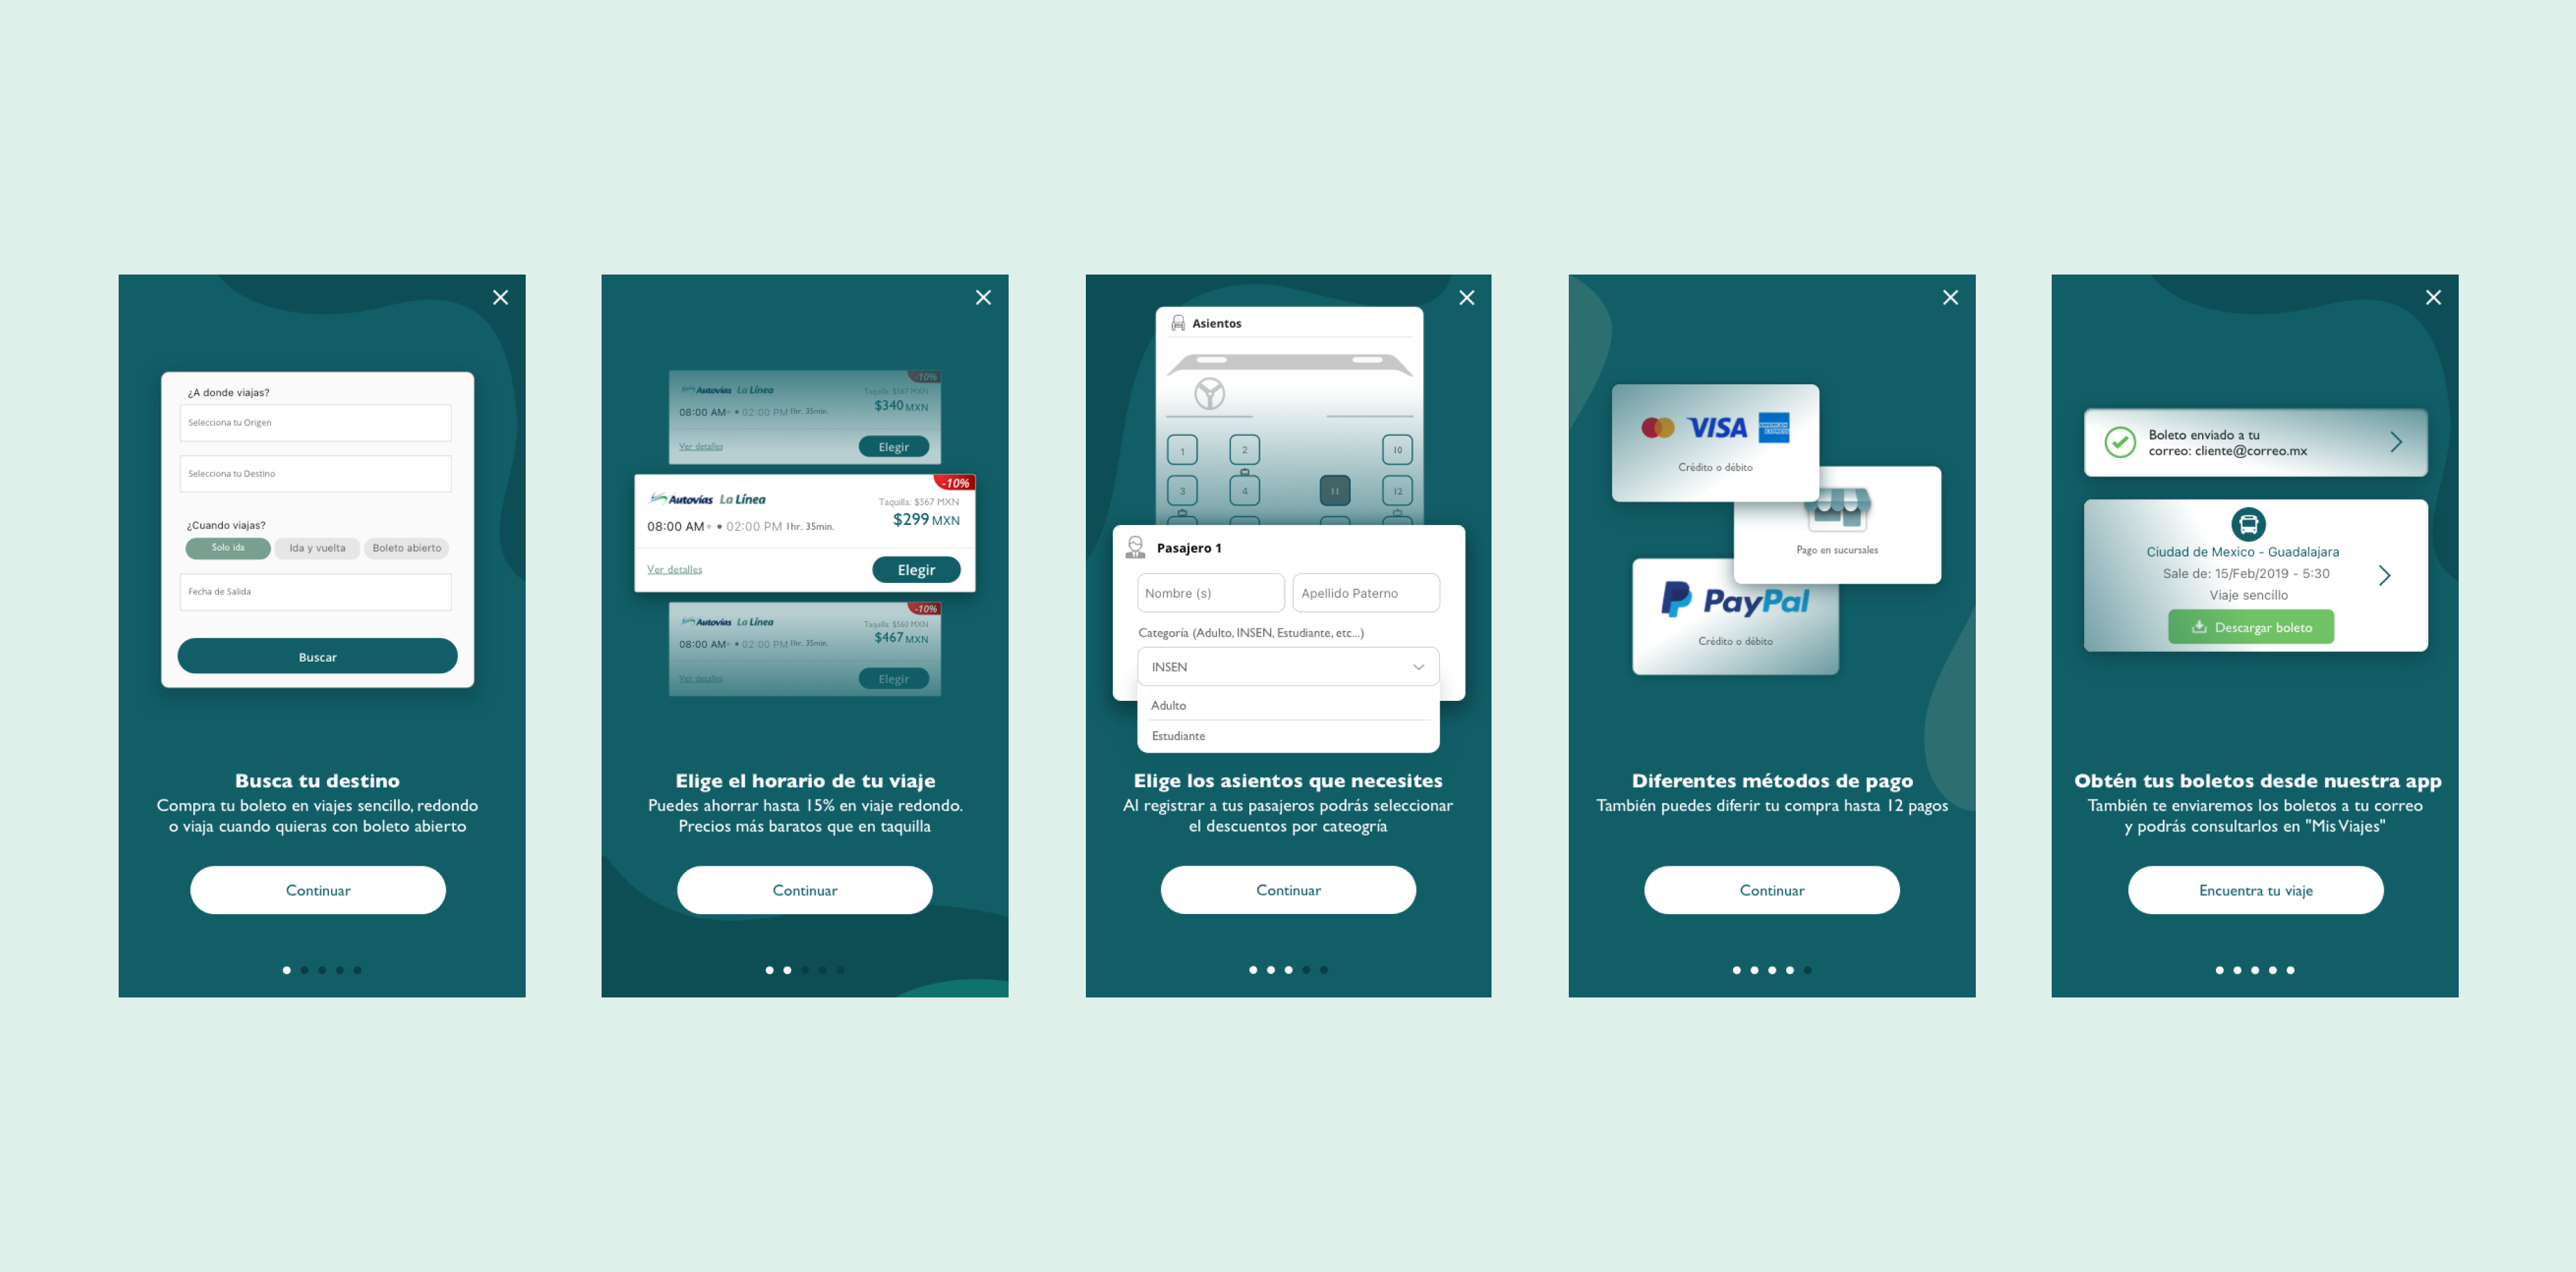 ¿A donde viajas?
Selecciona tu Origen
Selecciona tu Destino
¿Cuando viajas?
Solo ida
Ida y vuelta
Boleto abierto
Fecha de Salida
Buscar
Busca tu destino
Compra tu boleto en viajes sencillo, redondo
o viaja cuando quieras con boleto abierto
Continuar
-10%
Autovías La Línea
Taquilla: $567 MXN
$340 MXN
08:00 AM 02:00 PM 1hr. 35min.
Ver detalles
Elegir
-10%
Autovías La Línea
Taquilla: $567 MXN
$299 MXN
08:00 AM 02:00 PM 1hr. 35min.
Ver detalles
Elegir
-10%
Autovías La Línea
Taquilla: $560 MXN
$467 MXN
08:00 AM 02:00 PM 1hr. 35min.
Ver detalles
Elegir
Elige el horario de tu viaje
Puedes ahorrar hasta 15% en viaje redondo.
Precios más baratos que en taquilla
Continuar
Asientos
1 2 10
3 4 11 12
Pasajero 1
Nombre (s)
Apellido Paterno
Categoría (Adulto, INSEN, Estudiante, etc...)
INSEN
Adulto
Estudiante
Elige los asientos que necesites
Al registrar a tus pasajeros podrás seleccionar
el descuentos por cateogría
Continuar
VISA
AMERICAN
EXPRESS
Crédito o débito
Pago en sucursales
PayPal
Crédito o débito
Diferentes métodos de pago
También puedes diferir tu compra hasta 12 pagos
Continuar
Boleto enviado a tu
correo: cliente@correo.mx
Ciudad de Mexico - Guadalajara
Sale de: 15/Feb/2019 - 5:30
Viaje sencillo
Descargar boleto
Obtén tus boletos desde nuestra app
También te enviaremos los boletos a tu correo
y podrás consultarlos en "Mis Viajes"
Encuentra tu viaje